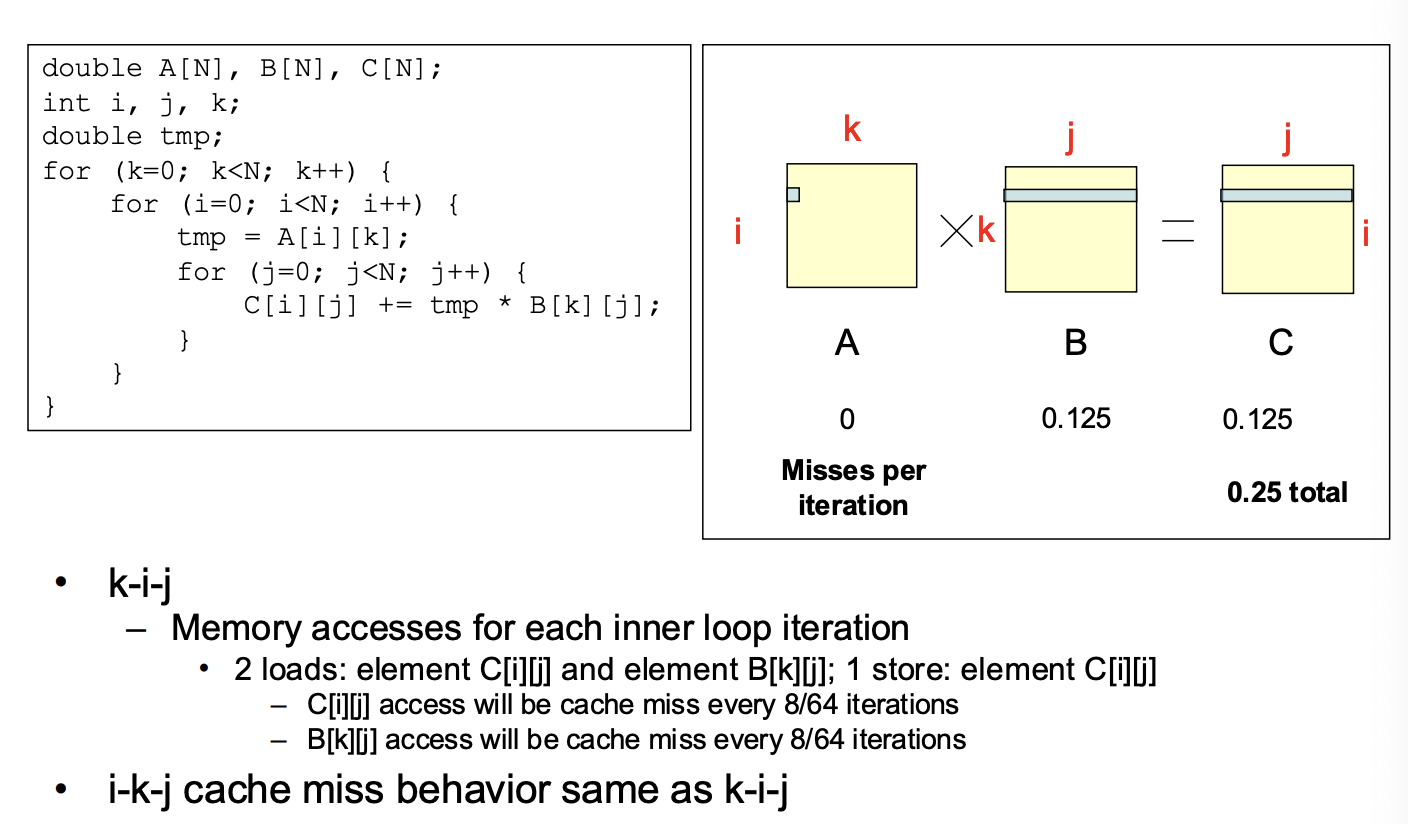 double A[N], B[N], C[N];
int i, j, k;
double tmp;
for (k=0; k<N; k++) {
    for (i=0; i<N; i++) {
        tmp = A[i][k];
        for (j=0; j<N; j++) {
            C[i][j] += tmp * B[k][j];
        }
    }
}
k j j
i ×k = i
A B C
0 0.125 0.125
Misses per
iteration
0.25 total
• k-i-j
– Memory accesses for each inner loop iteration
• 2 loads: element C[i][j] and element B[k][j]; 1 store: element C[i][j]
– C[i][j] access will be cache miss every 8/64 iterations
– B[k][j] access will be cache miss every 8/64 iterations
• i-k-j cache miss behavior same as k-i-j